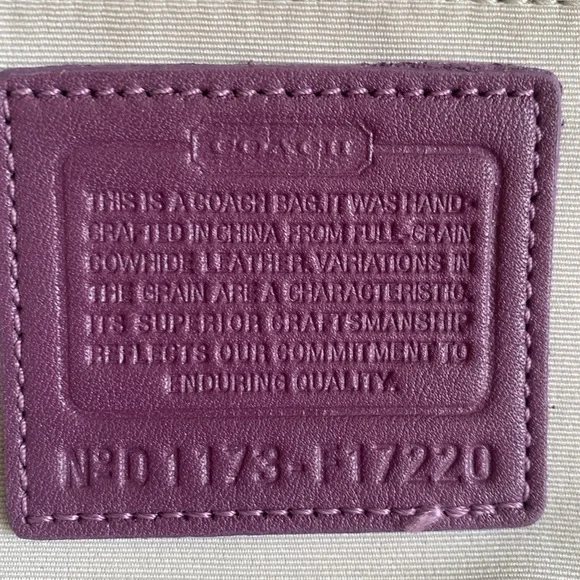 COACH
THIS IS A COACH BAG. IT WAS HAND-
CRAFTED IN CHINA FROM FULL GRAIN
COWHIDE LEATHER. VARIATIONS IN
THE GRAIN ARE A CHARACTERISTIC.
ITS SUPERIOR CRAFTSMANSHIP
REFLECTS OUR COMMITMENT TO
ENDURING QUALITY.
NºD1173-F17220